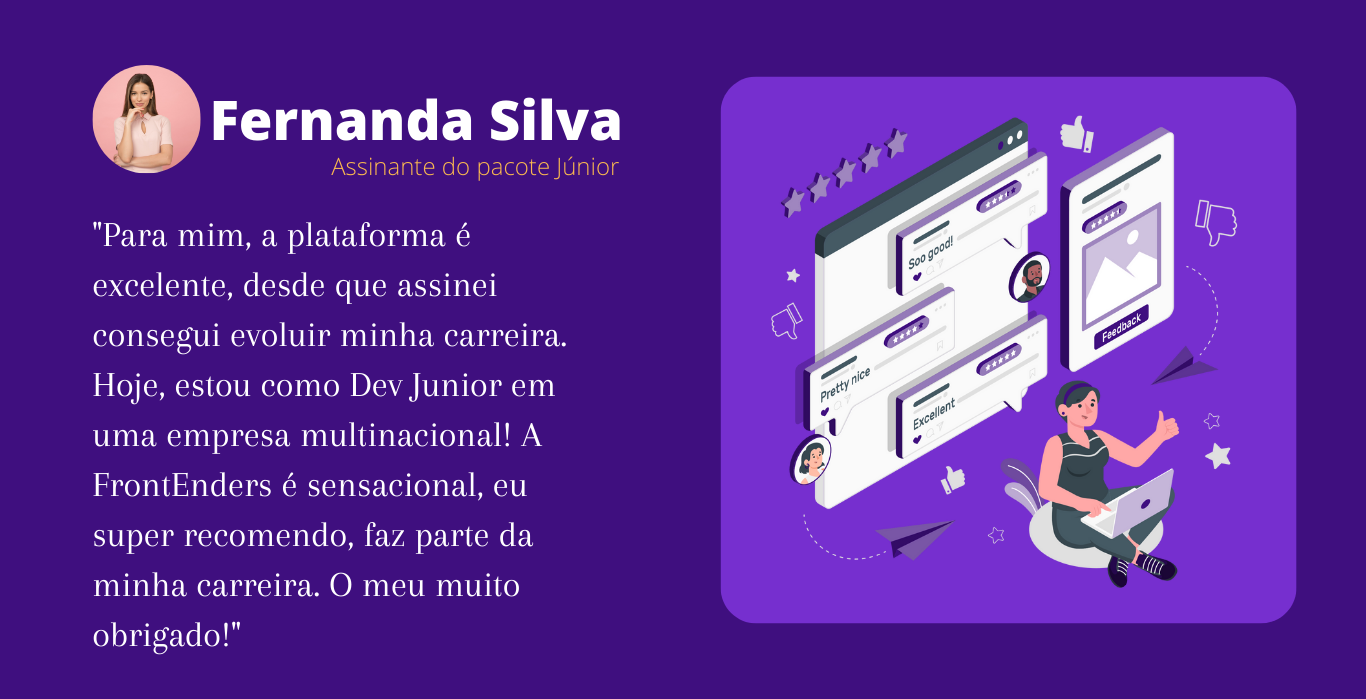 Fernanda Silva
Assinante do pacote Júnior
"Para mim, a plataforma é
excelente, desde que assinei
consegui evoluir minha carreira.
Hoje, estou como Dev Junior em
uma empresa multinacional! A
FrontEnders é sensacional, eu
super recomendo, faz parte da
minha carreira. O meu muito
obrigado!"
Soo good!
Pretty nice
Excellent
Feedback